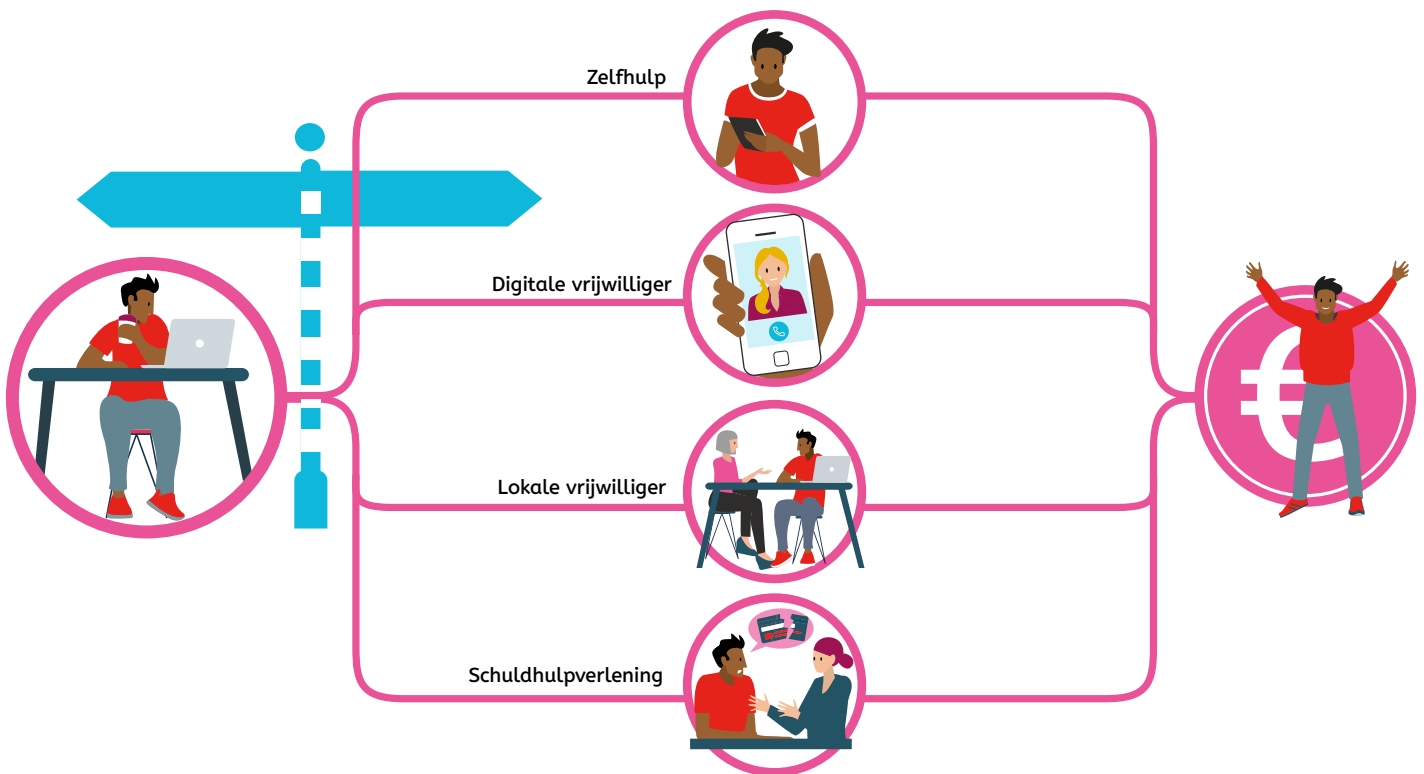 Zelfhulp
Digitale vrijwilliger
Lokale vrijwilliger
Schuldhulpverlening
€